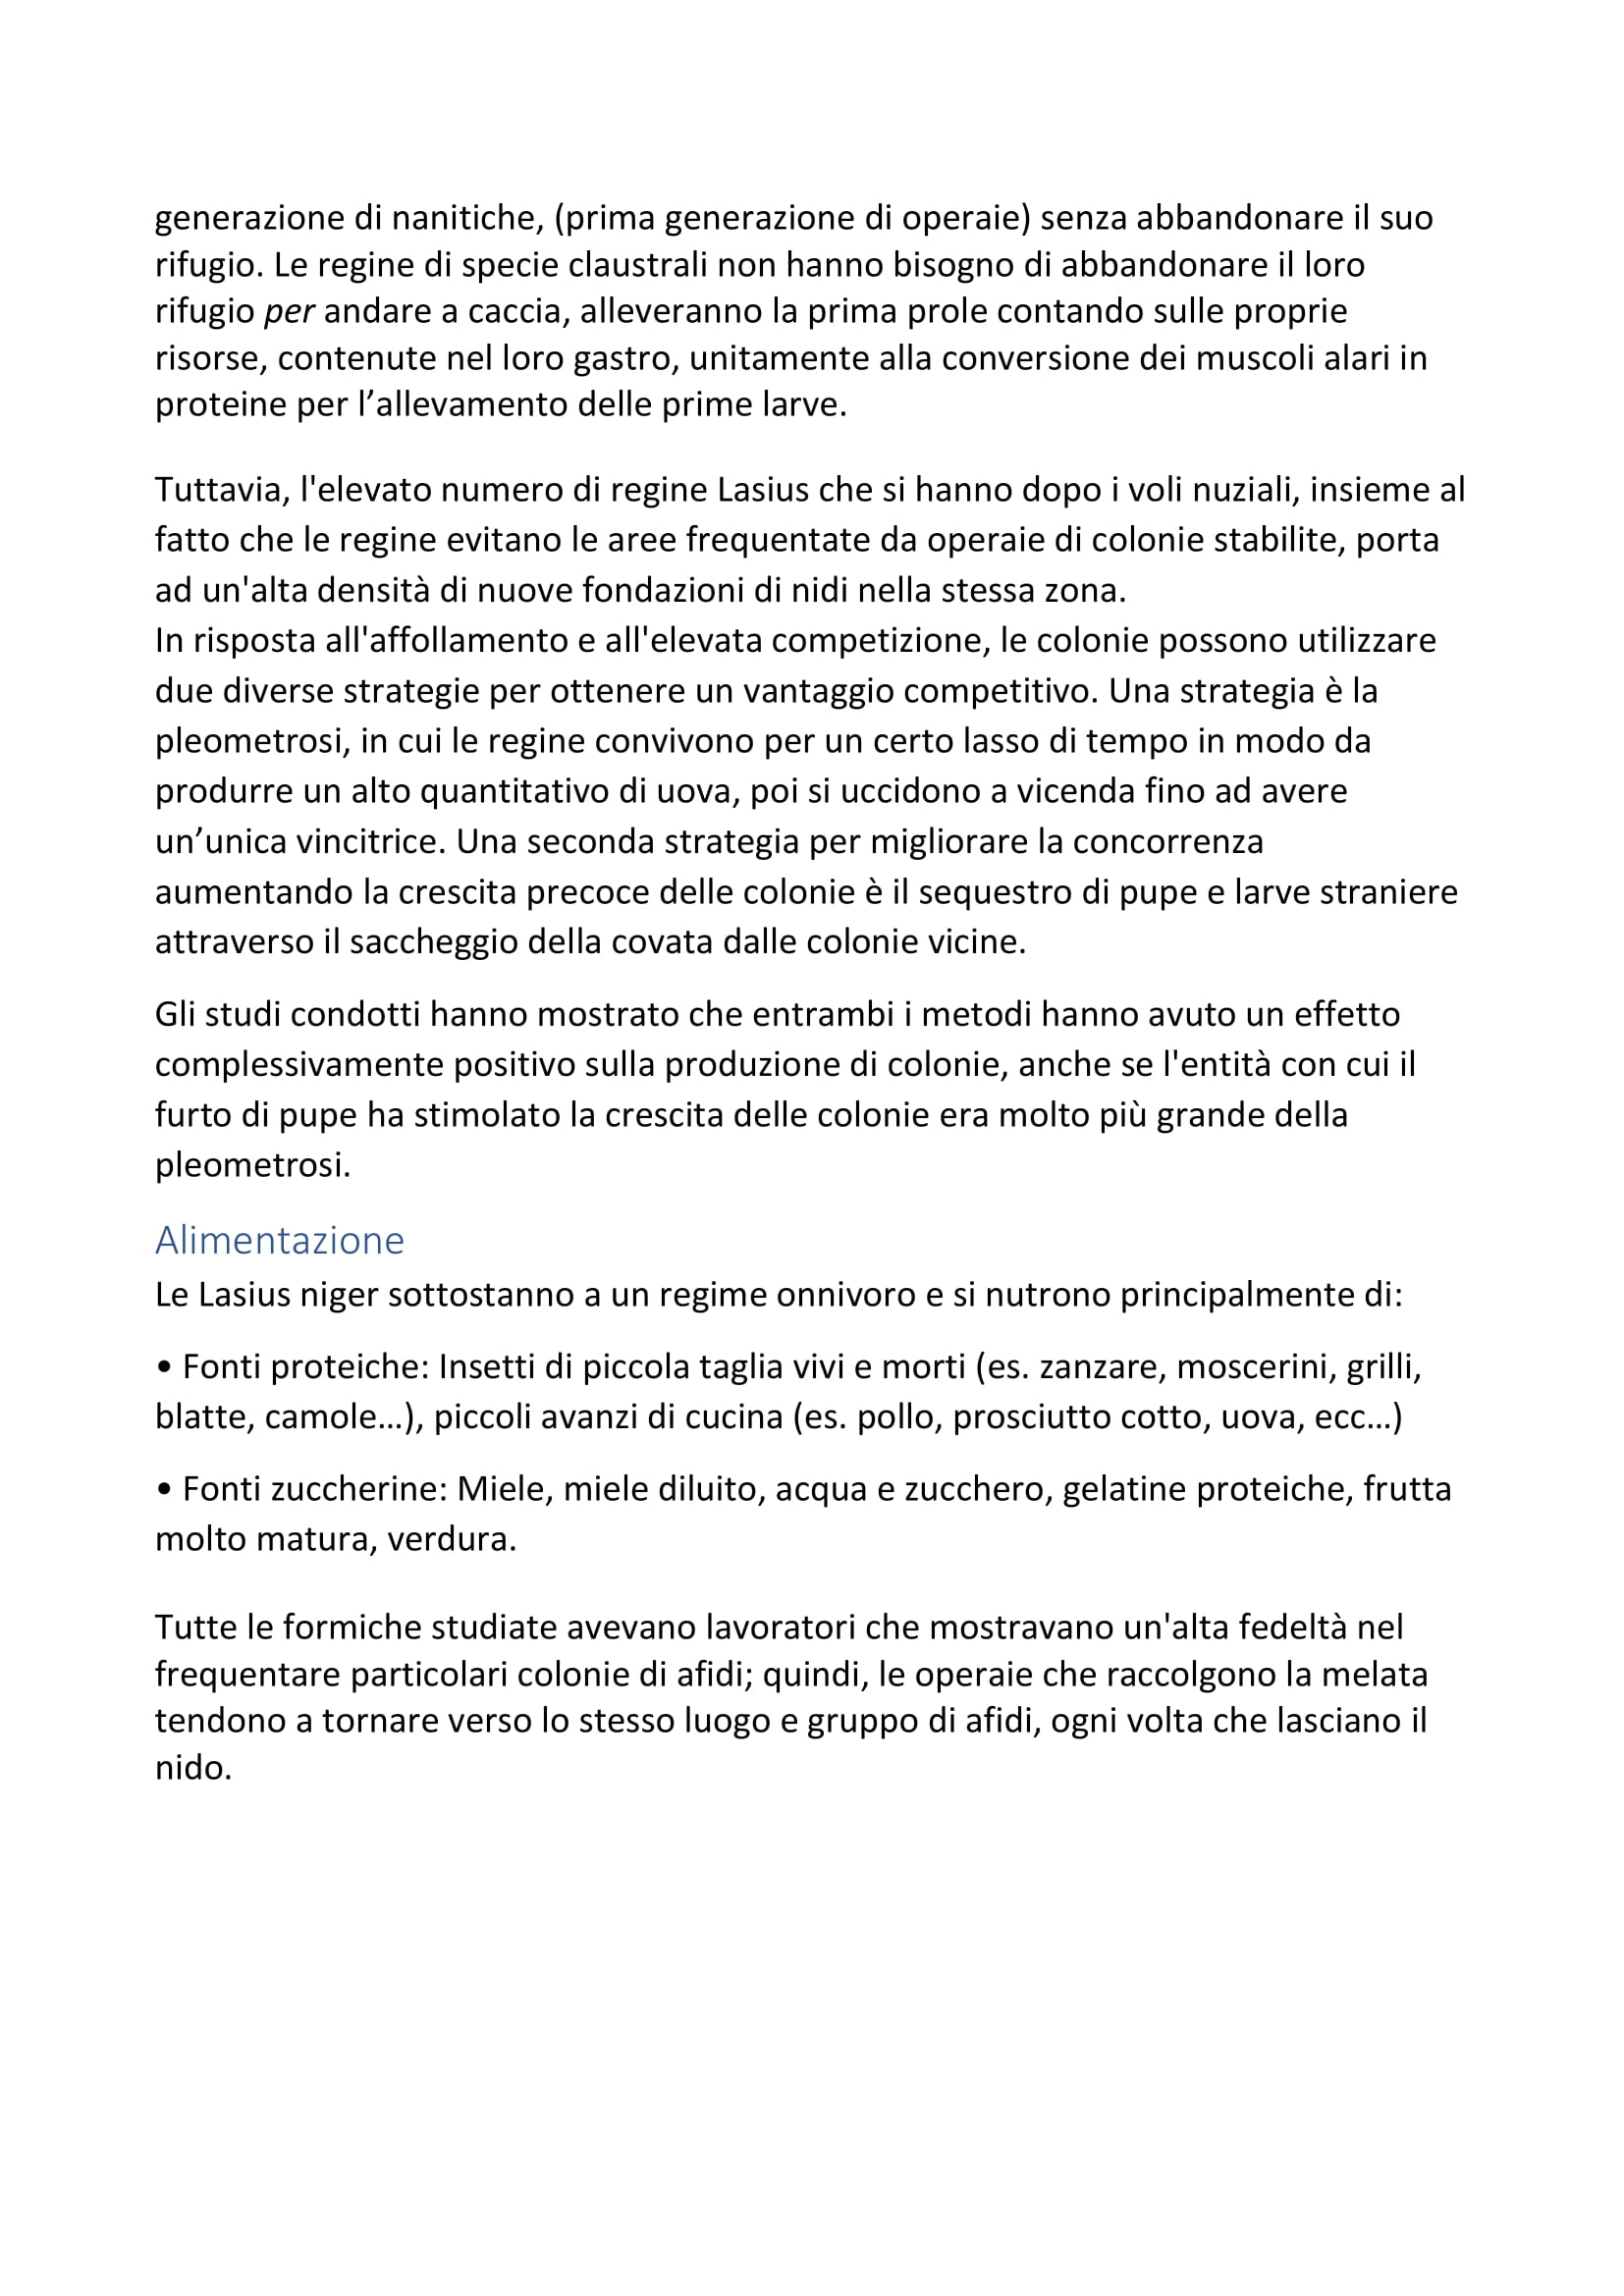 generazione di nanitiche, (prima generazione di operaie) senza abbandonare il suo
rifugio. Le regine di specie claustrali non hanno bisogno di abbandonare il loro
rifugio per andare a caccia, alleveranno la prima prole contando sulle proprie
risorse, contenute nel loro gastro, unitamente alla conversione dei muscoli alari in
proteine per l’allevamento delle prime larve.
Tuttavia, l'elevato numero di regine Lasius che si hanno dopo i voli nuziali, insieme al
fatto che le regine evitano le aree frequentate da operaie di colonie stabilite, porta
ad un'alta densità di nuove fondazioni di nidi nella stessa zona.
In risposta all'affollamento e all'elevata competizione, le colonie possono utilizzare
due diverse strategie per ottenere un vantaggio competitivo. Una strategia è la
pleometrosi, in cui le regine convivono per un certo lasso di tempo in modo da
produrre un alto quantitativo di uova, poi si uccidono a vicenda fino ad avere
un’unica vincitrice. Una seconda strategia per migliorare la concorrenza
aumentando la crescita precoce delle colonie è il sequestro di pupe e larve straniere
attraverso il saccheggio della covata dalle colonie vicine.
Gli studi condotti hanno mostrato che entrambi i metodi hanno avuto un effetto
complessivamente positivo sulla produzione di colonie, anche se l'entità con cui il
furto di pupe ha stimolato la crescita delle colonie era molto più grande della
pleometrosi.
Alimentazione
Le Lasius niger sottostanno a un regime onnivoro e si nutrono principalmente di:
• Fonti proteiche: Insetti di piccola taglia vivi e morti (es. zanzare, moscerini, grilli,
blatte, camole…), piccoli avanzi di cucina (es. pollo, prosciutto cotto, uova, ecc…)
• Fonti zuccherine: Miele, miele diluito, acqua e zucchero, gelatine proteiche, frutta
molto matura, verdura.
Tutte le formiche studiate avevano lavoratori che mostravano un'alta fedeltà nel
frequentare particolari colonie di afidi; quindi, le operaie che raccolgono la melata
tendono a tornare verso lo stesso luogo e gruppo di afidi, ogni volta che lasciano il
nido.